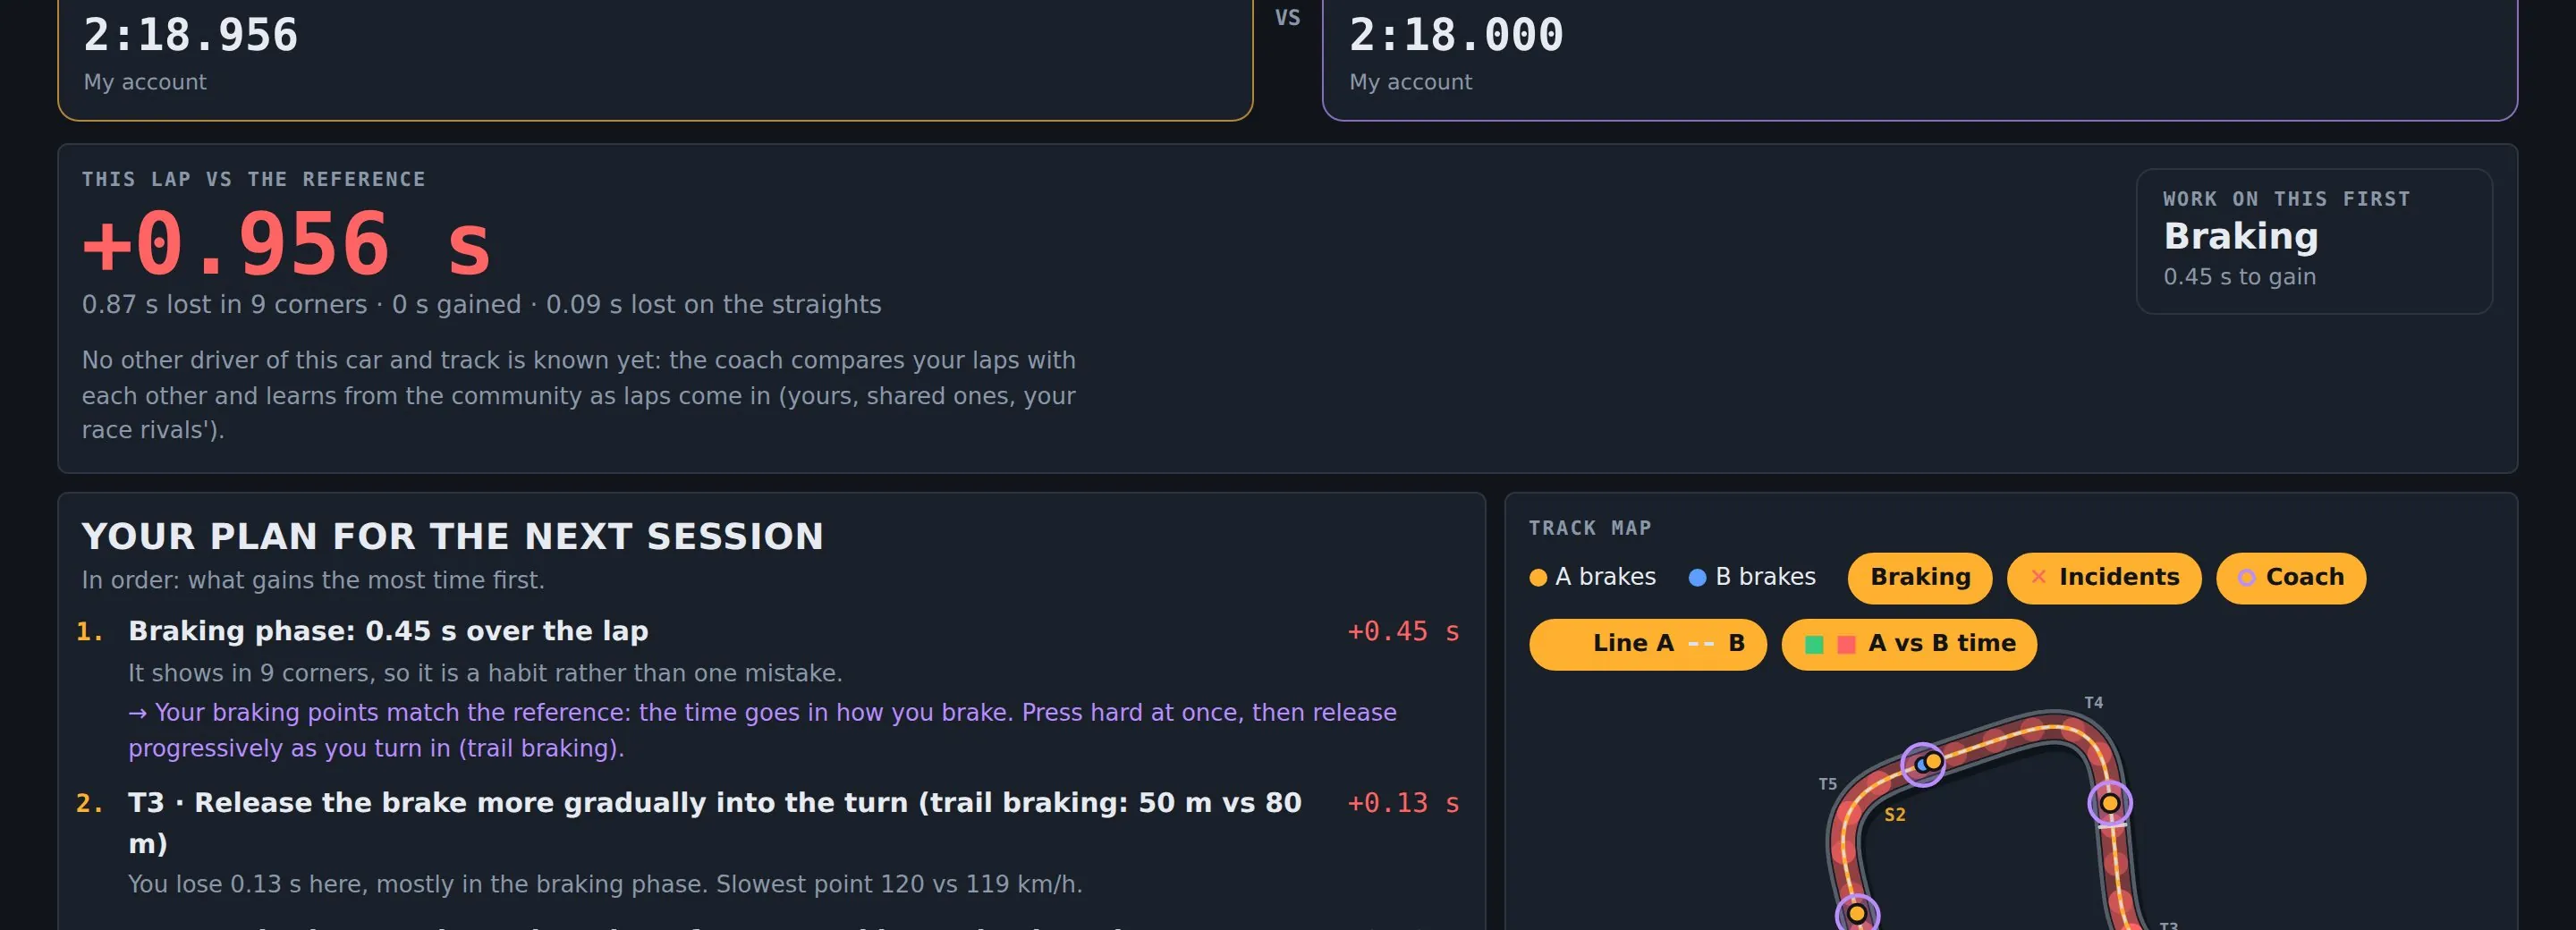 2:18.956
My account
VS
2:18.000
My account
THIS LAP VS THE REFERENCE
+0.956 s
0.87 s lost in 9 corners · 0 s gained · 0.09 s lost on the straights
No other driver of this car and track is known yet: the coach compares your laps with
each other and learns from the community as laps come in (yours, shared ones, your
race rivals').
WORK ON THIS FIRST
Braking
0.45 s to gain
YOUR PLAN FOR THE NEXT SESSION
In order: what gains the most time first.
1. Braking phase: 0.45 s over the lap +0.45 s
It shows in 9 corners, so it is a habit rather than one mistake.
→ Your braking points match the reference: the time goes in how you brake. Press hard at once, then release
progressively as you turn in (trail braking).
2. T3 · Release the brake more gradually into the turn (trail braking: 50 m vs 80 +0.13 s
m)
You lose 0.13 s here, mostly in the braking phase. Slowest point 120 vs 119 km/h.
TRACK MAP
A brakes B brakes Braking × Incidents Coach
Line A -- B A vs B time
T4
T5
S2
T3